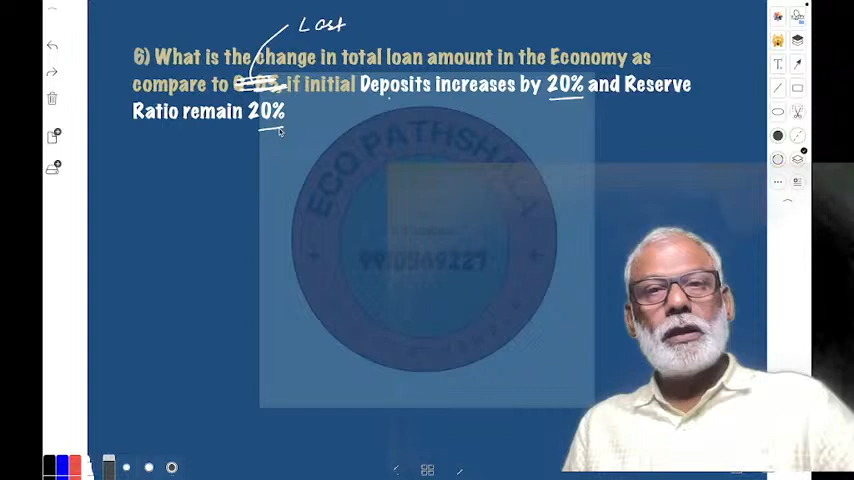 Last
6) What is the change in total loan amount in the Economy as
compare to Q-05, if initial Deposits increases by 20% and Reserve
Ratio remain 20%
ECO PATHSHALA